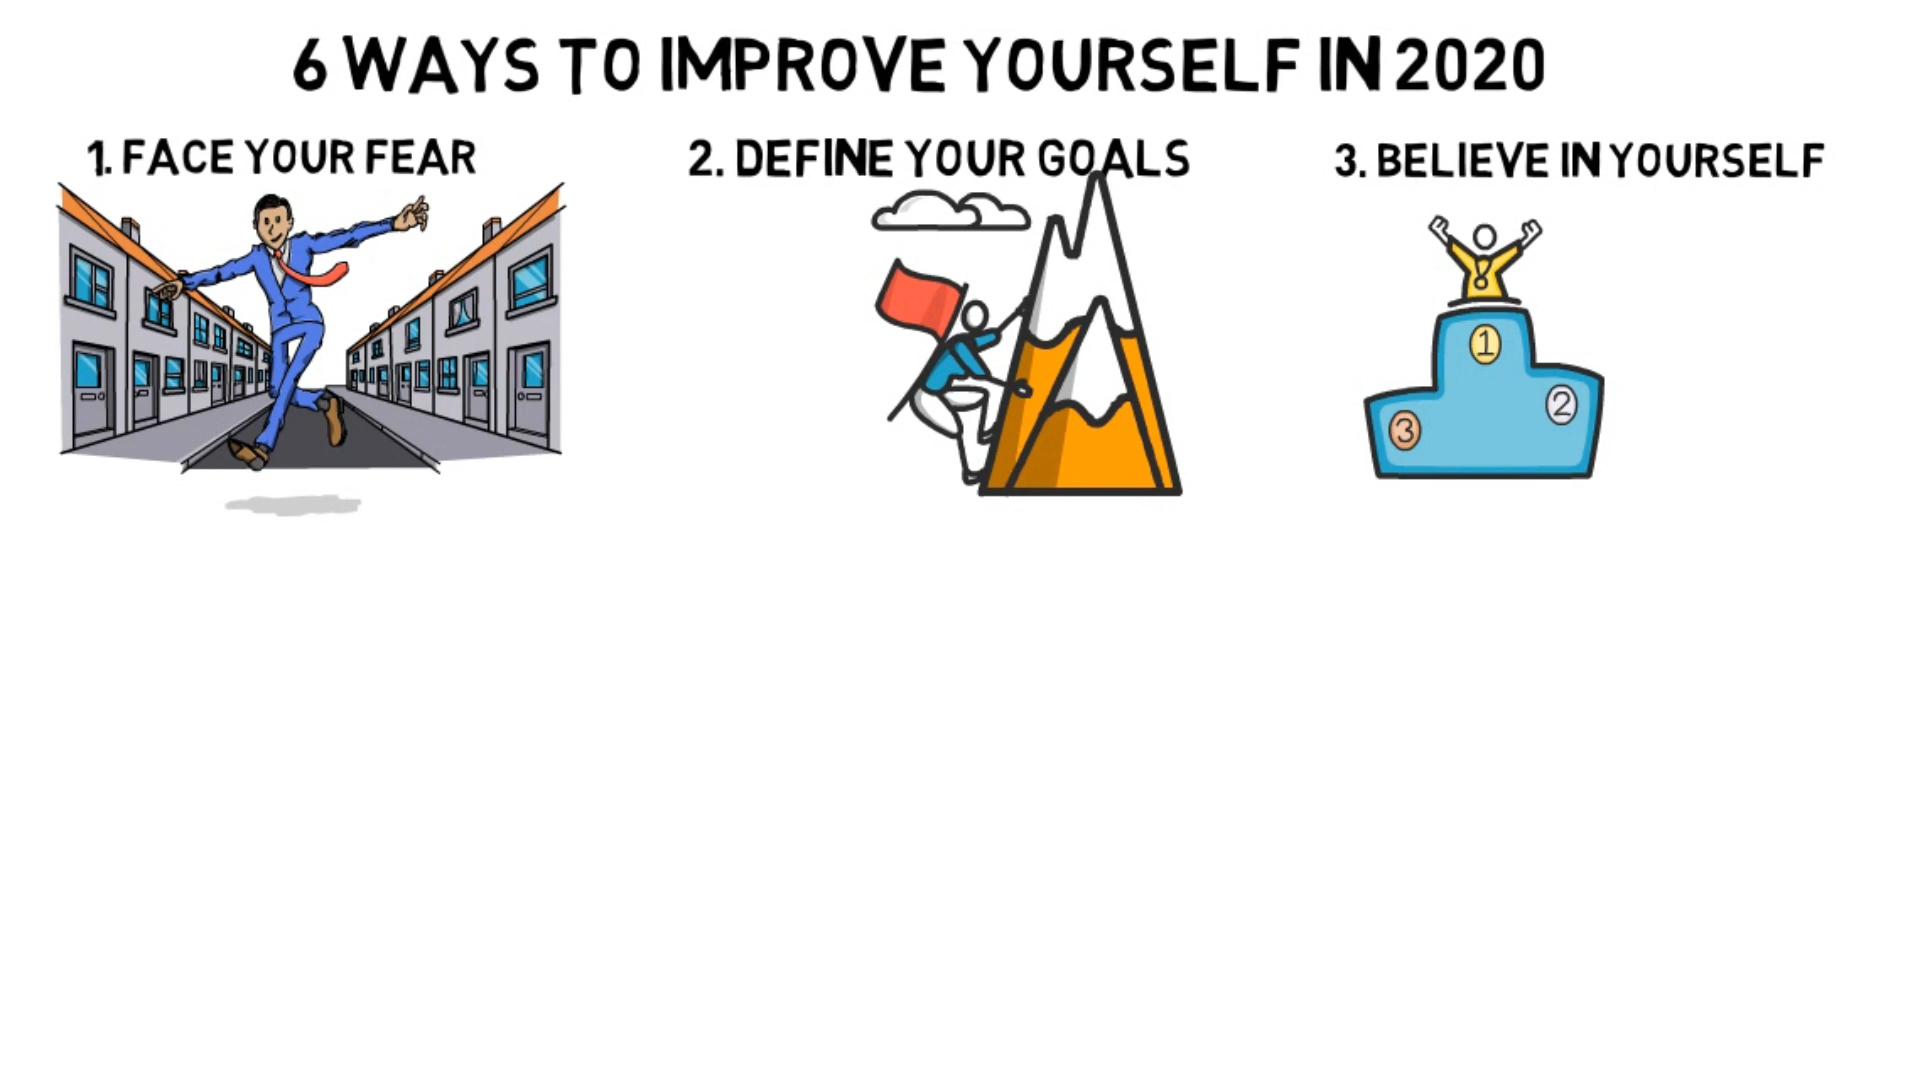 6 WAYS TO IMPROVE YOURSELF IN 2020
1. FACE YOUR FEAR
2. DEFINE YOUR GOALS
3. BELIEVE IN YOURSELF
1
2
3